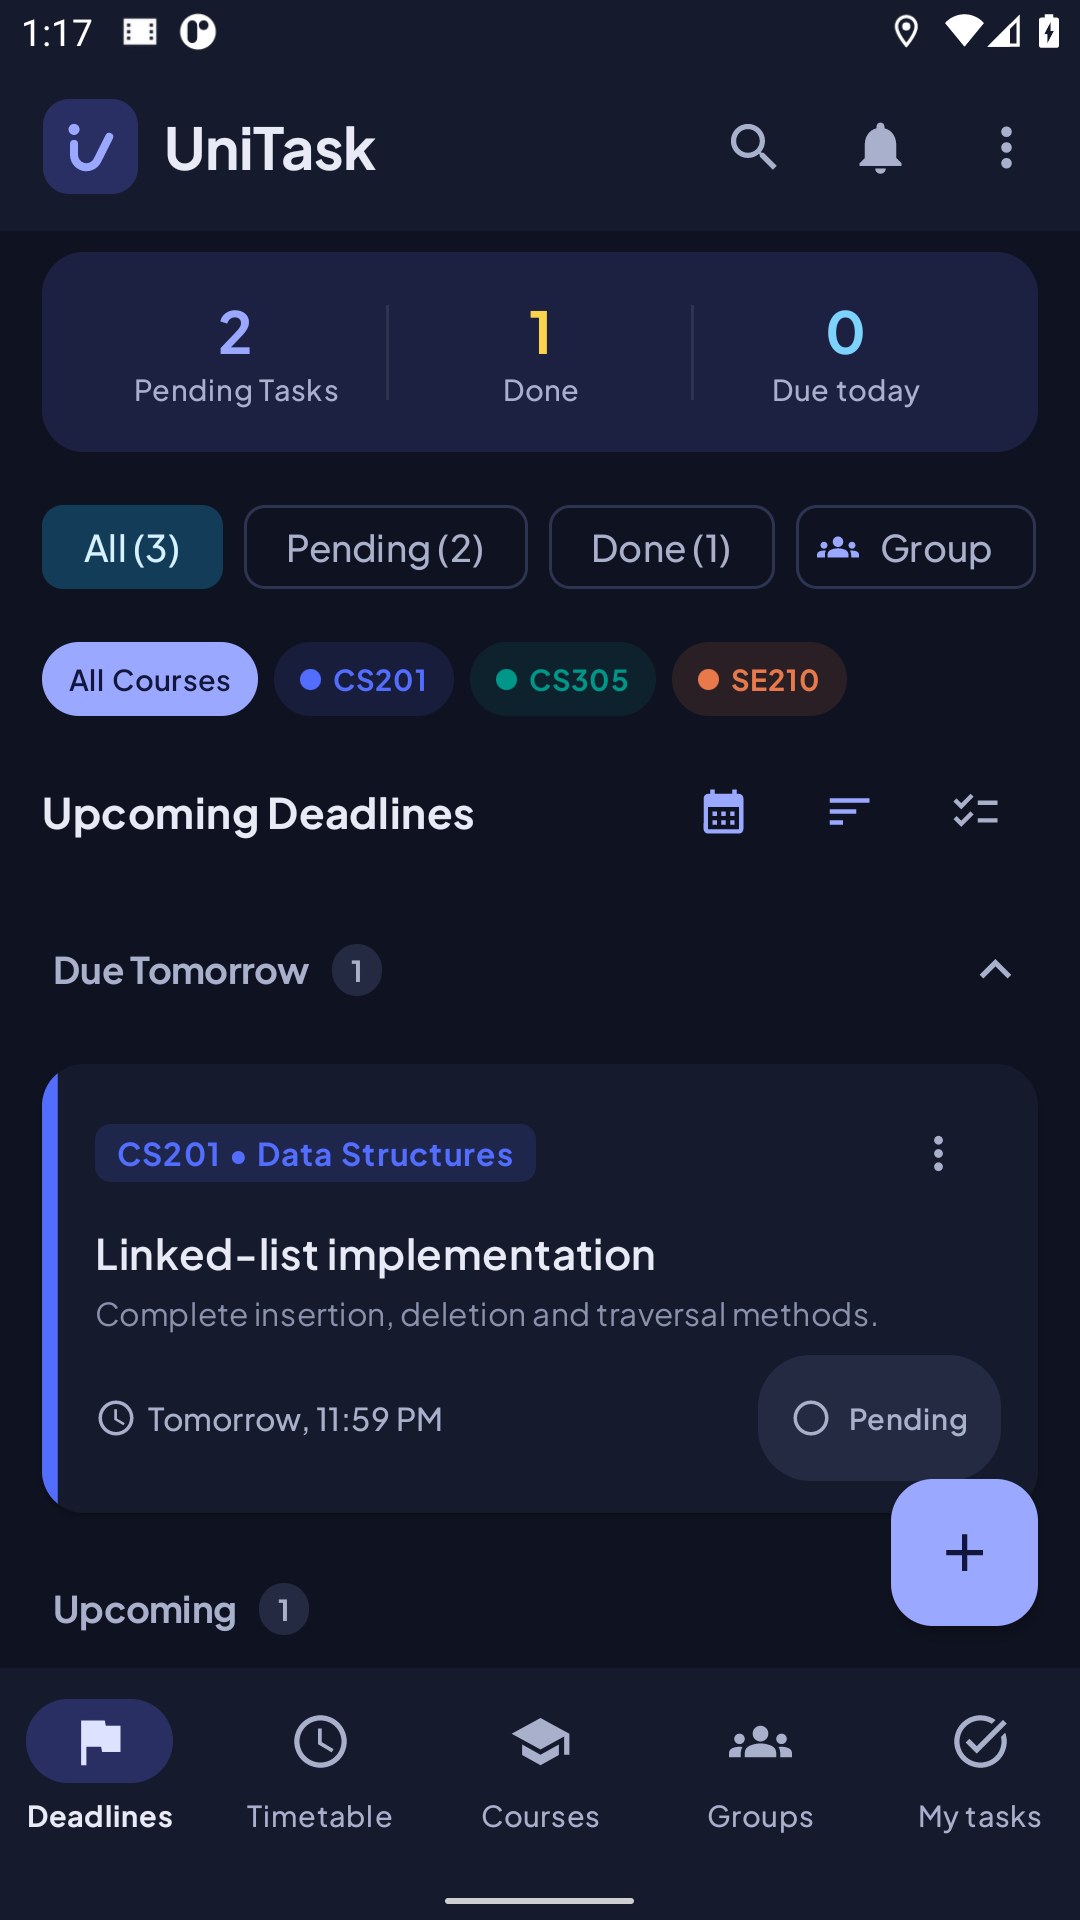 1:17
UniTask
2
Pending Tasks
1
Done
0
Due today
All (3)
Pending (2)
Done (1)
Group
All Courses
CS201
CS305
SE210
Upcoming Deadlines
Due Tomorrow 1
CS201 • Data Structures
Linked-list implementation
Complete insertion, deletion and traversal methods.
Tomorrow, 11:59 PM
Pending
Upcoming 1
Deadlines
Timetable
Courses
Groups
My tasks